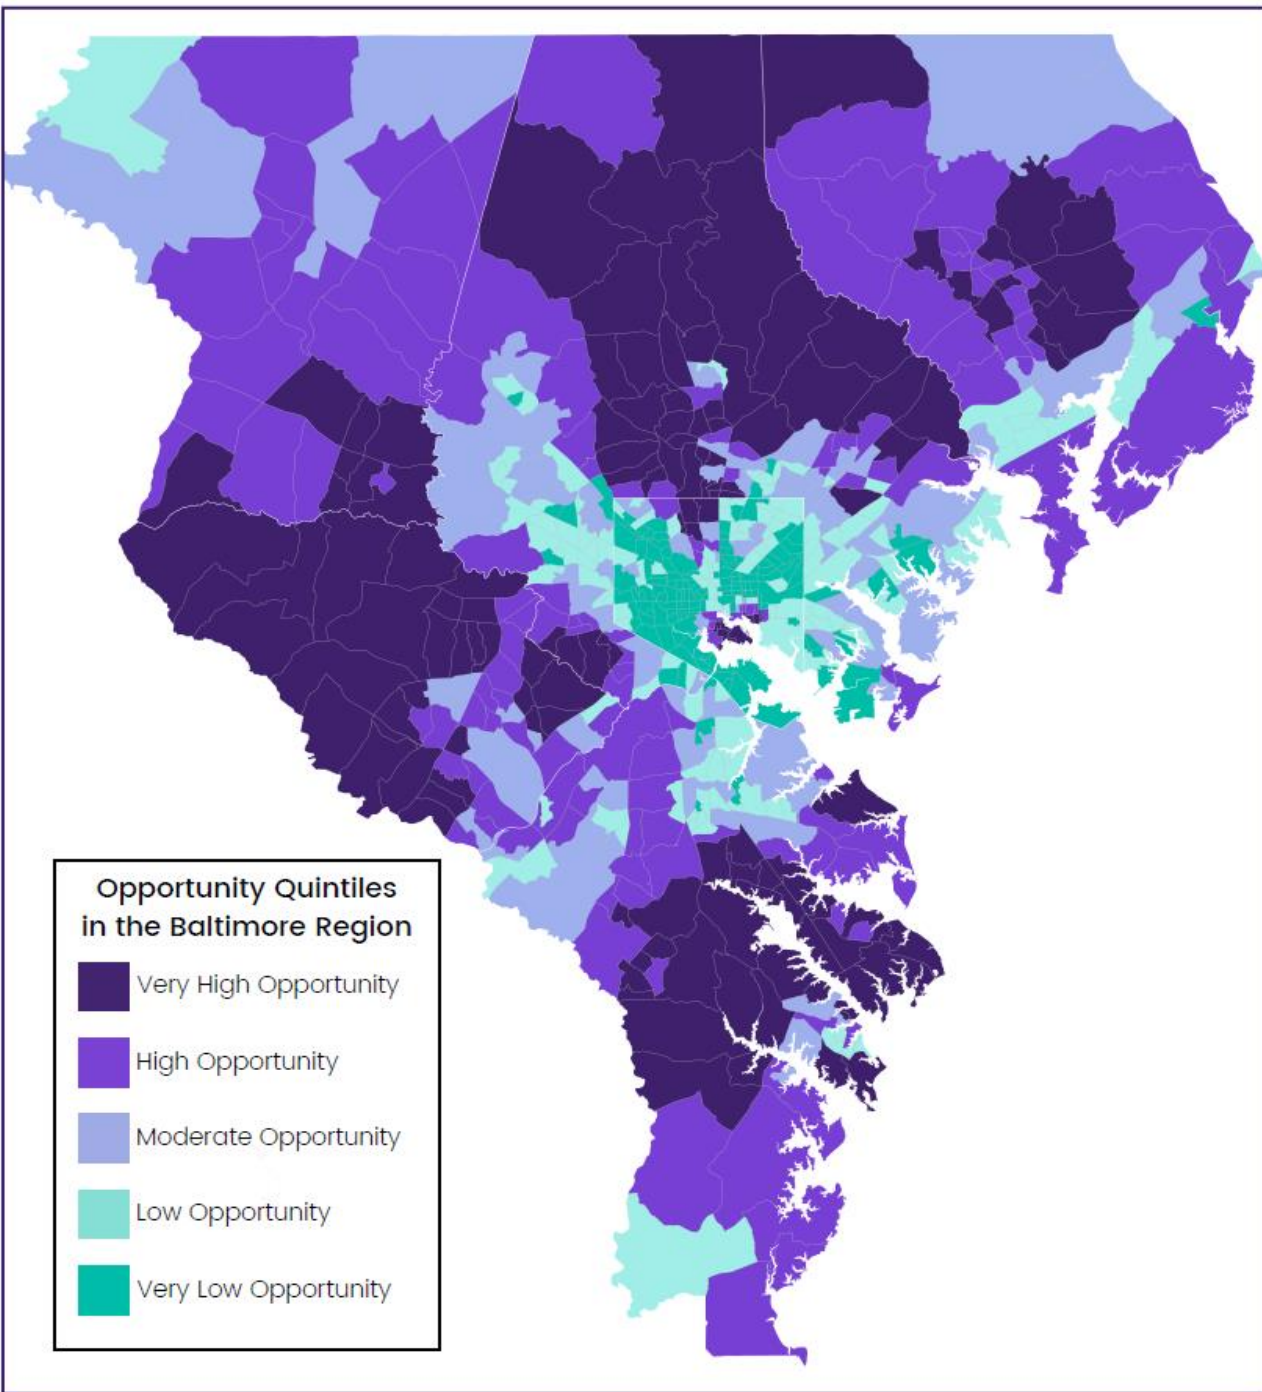 Opportunity Quintiles
in the Baltimore Region
Very High Opportunity
High Opportunity
Moderate Opportunity
Low Opportunity
Very Low Opportunity